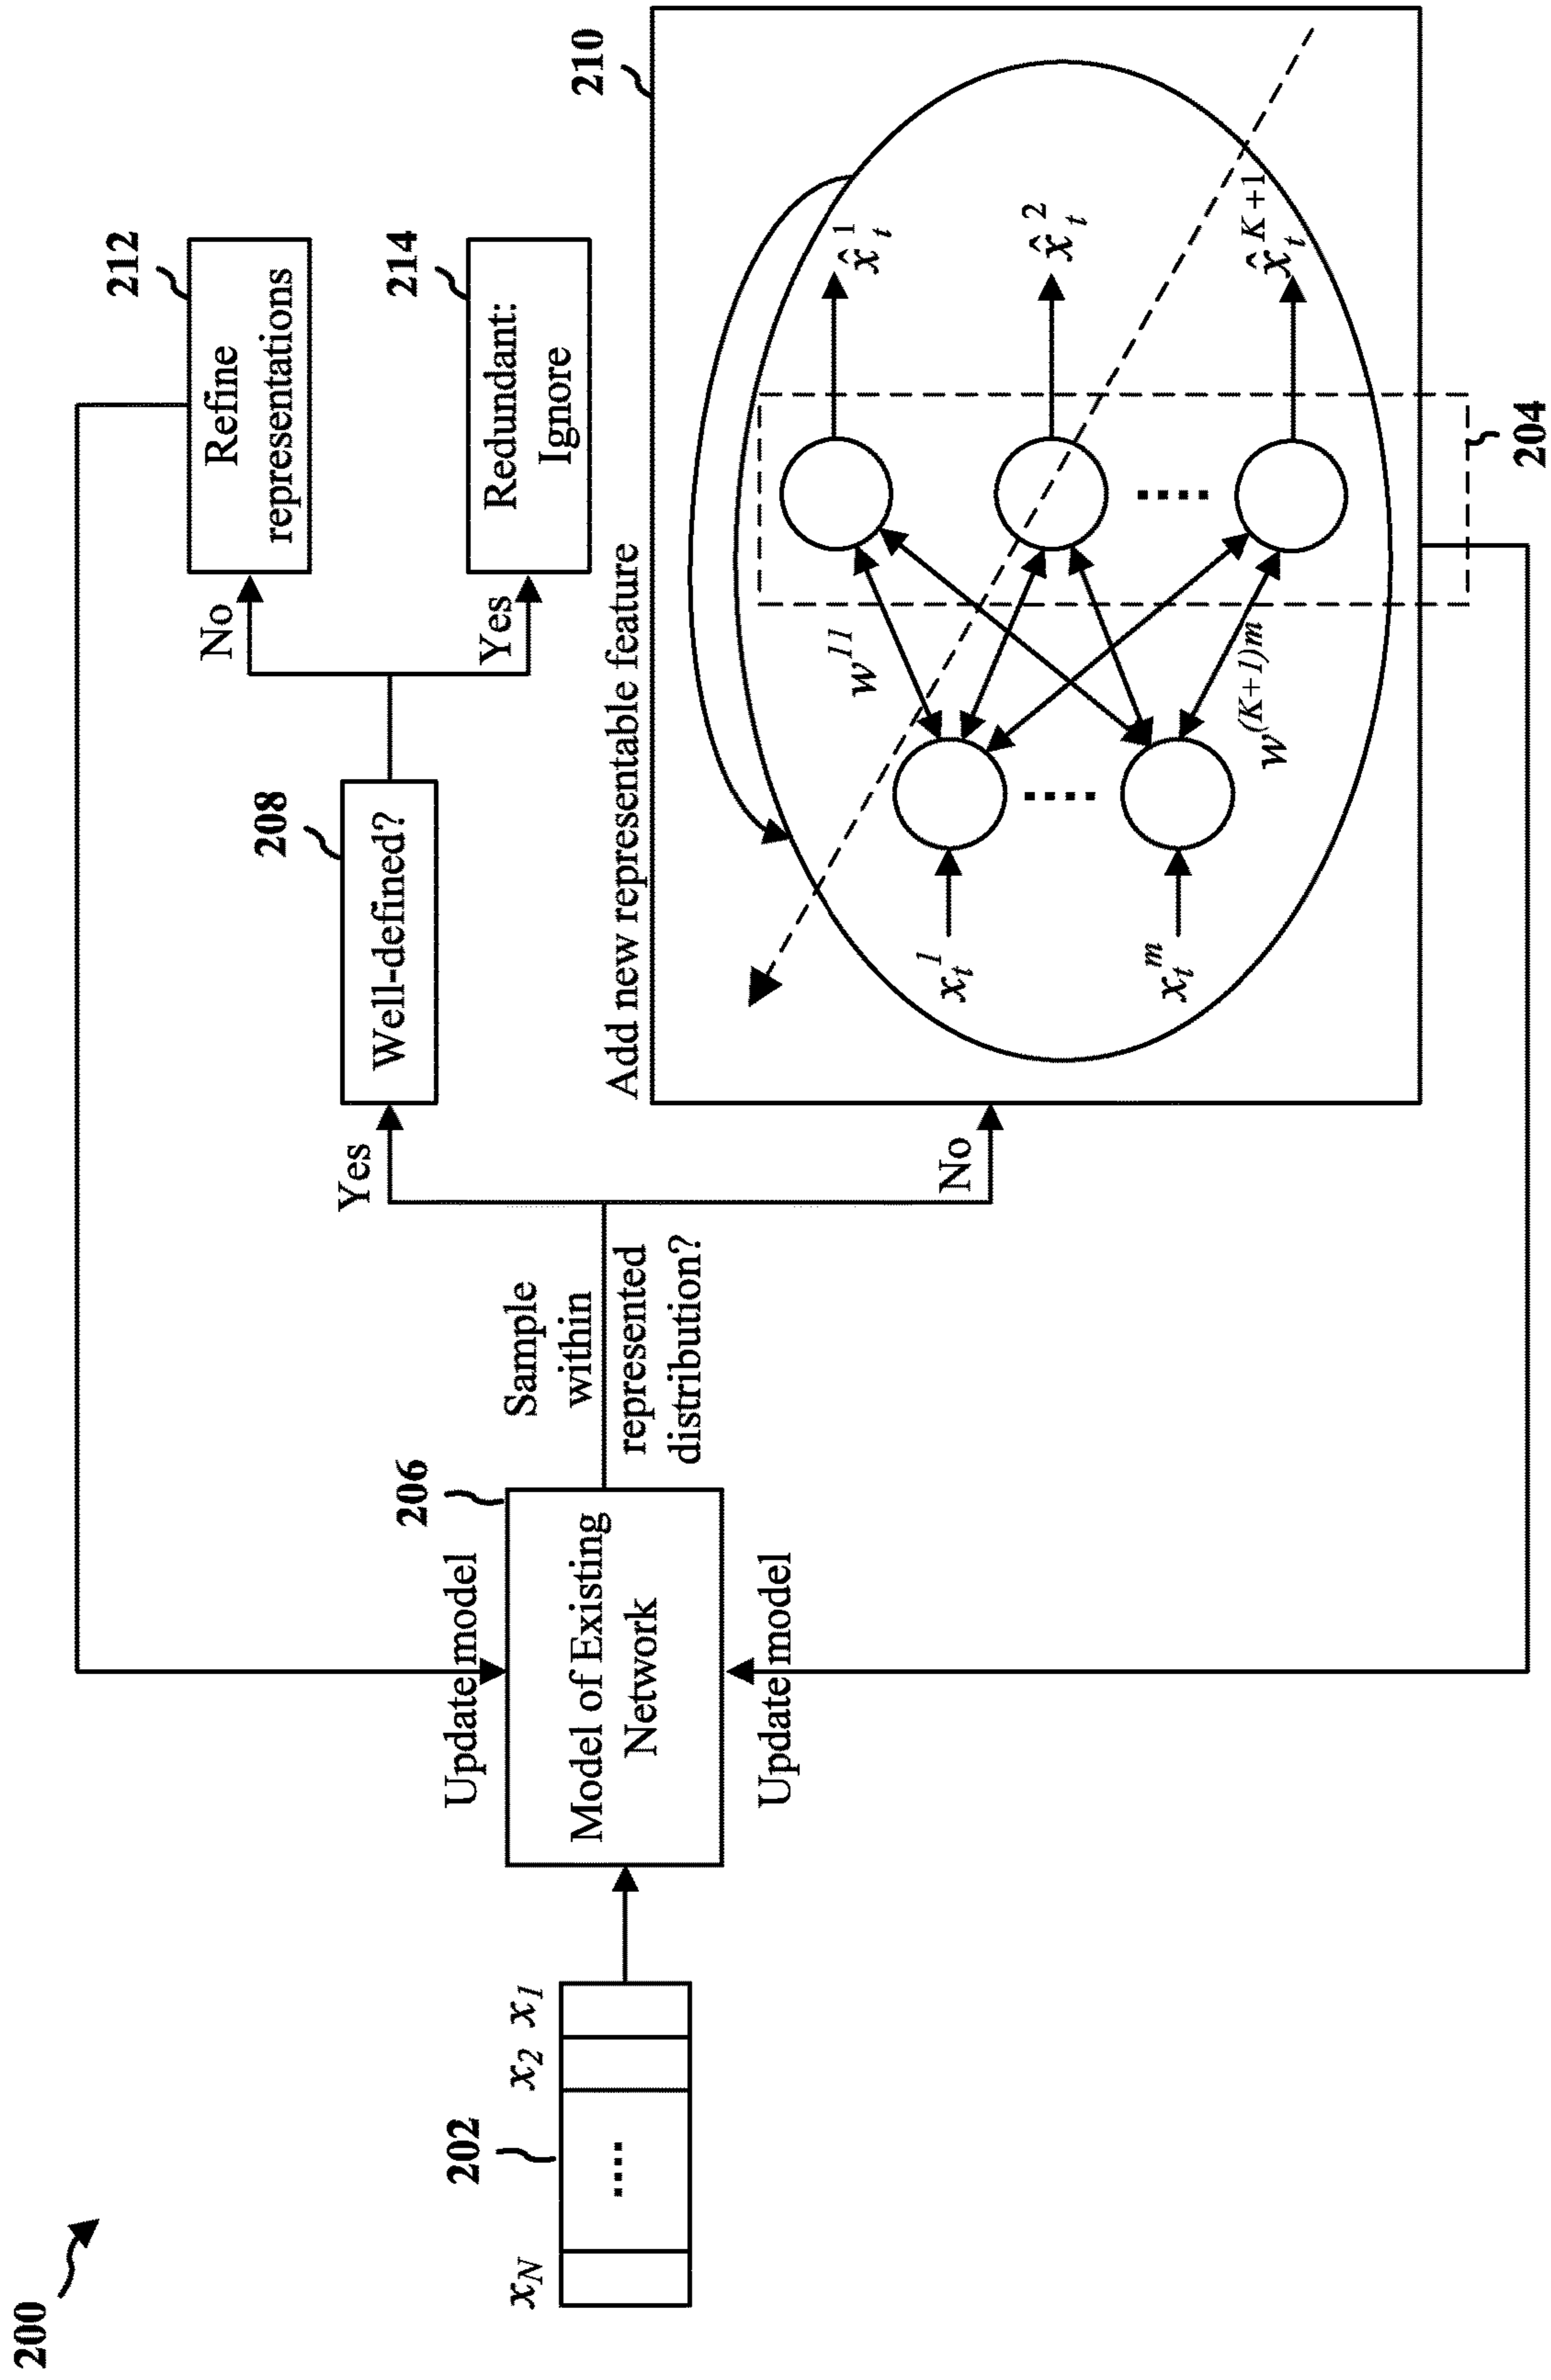 200
202
x_N
....
x_2
x_1
206
Update model
Model of Existing
Network
Update model
Sample
within
represented
distribution?
Yes
No
208
Well-defined?
No
Yes
212
Refine
representations
214
Redundant:
Ignore
210
Add new representable feature
x_t^1
x_t^m
.....
w^{11}
w^{(K+1)m}
.....
x̂_t^1
x̂_t^2
x̂_t^{K+1}
204